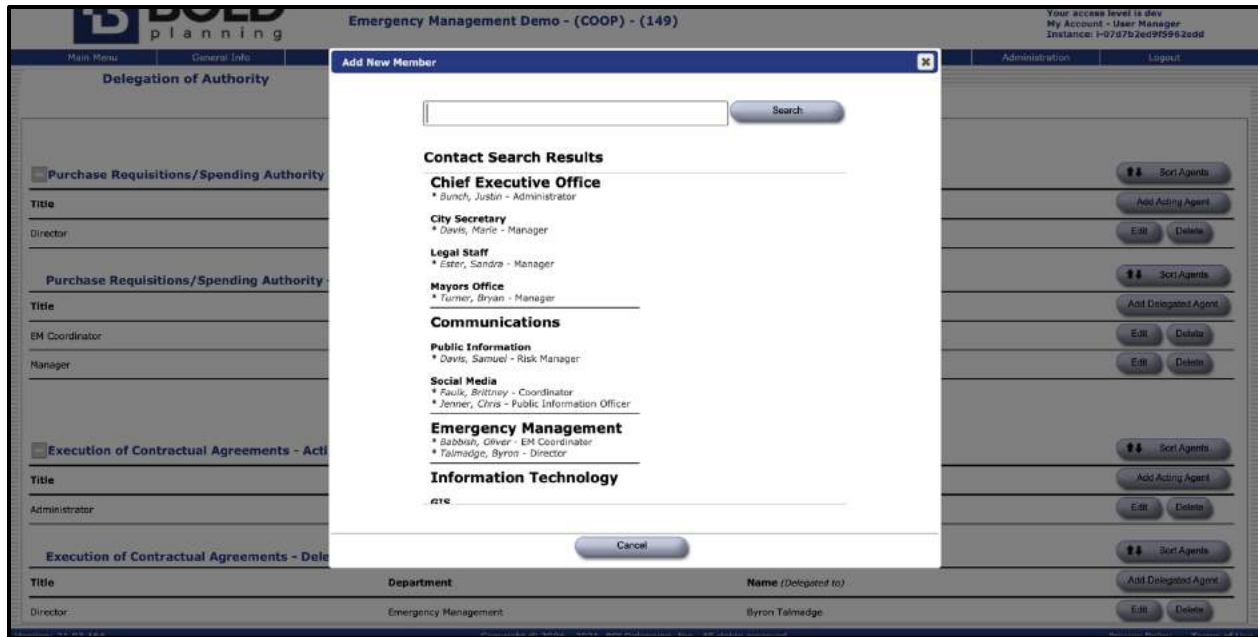 BOLD
planning
Emergency Management Demo - (COOP) - (149)
Your access level is dev
My Account - User Manager
Instance: i-07d7b2ed9f5962edd
Main Menu
General Info
Administration
Logout
Delegation of Authority
Add New Member
Search
Contact Search Results
Chief Executive Office
* Bunch, Justin - Administrator
City Secretary
* Davis, Marie - Manager
Legal Staff
* Ester, Sandra - Manager
Mayors Office
* Turner, Bryan - Manager
Communications
Public Information
* Davis, Samuel - Risk Manager
Social Media
* Faulk, Brittney - Coordinator
* Jenner, Chris - Public Information Officer
Emergency Management
* Babbish, Oliver - EM Coordinator
* Talmadge, Byron - Director
Information Technology
GIS
Cancel
Purchase Requisitions/Spending Authority
Sort Agents
Title
Add Acting Agent
Director
Edit
Delete
Purchase Requisitions/Spending Authority -
Sort Agents
Title
Add Delegated Agent
EM Coordinator
Edit
Delete
Manager
Edit
Delete
Execution of Contractual Agreements - Acti
Sort Agents
Title
Add Acting Agent
Administrator
Edit
Delete
Execution of Contractual Agreements - Dele
Sort Agents
Title
Department
Name (Delegated to)
Add Delegated Agent
Director
Emergency Management
Byron Talmadge
Edit
Delete